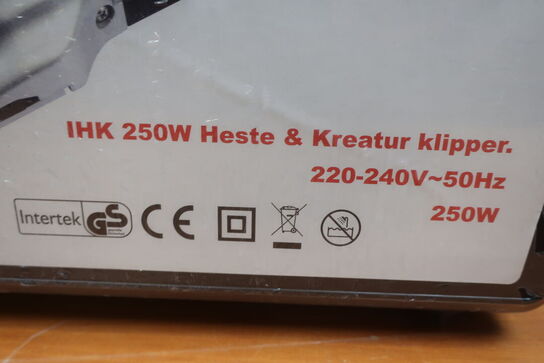 IHK 250W Heste & Kreatur klipper.
220-240V~50Hz
250W
Intertek GS CE